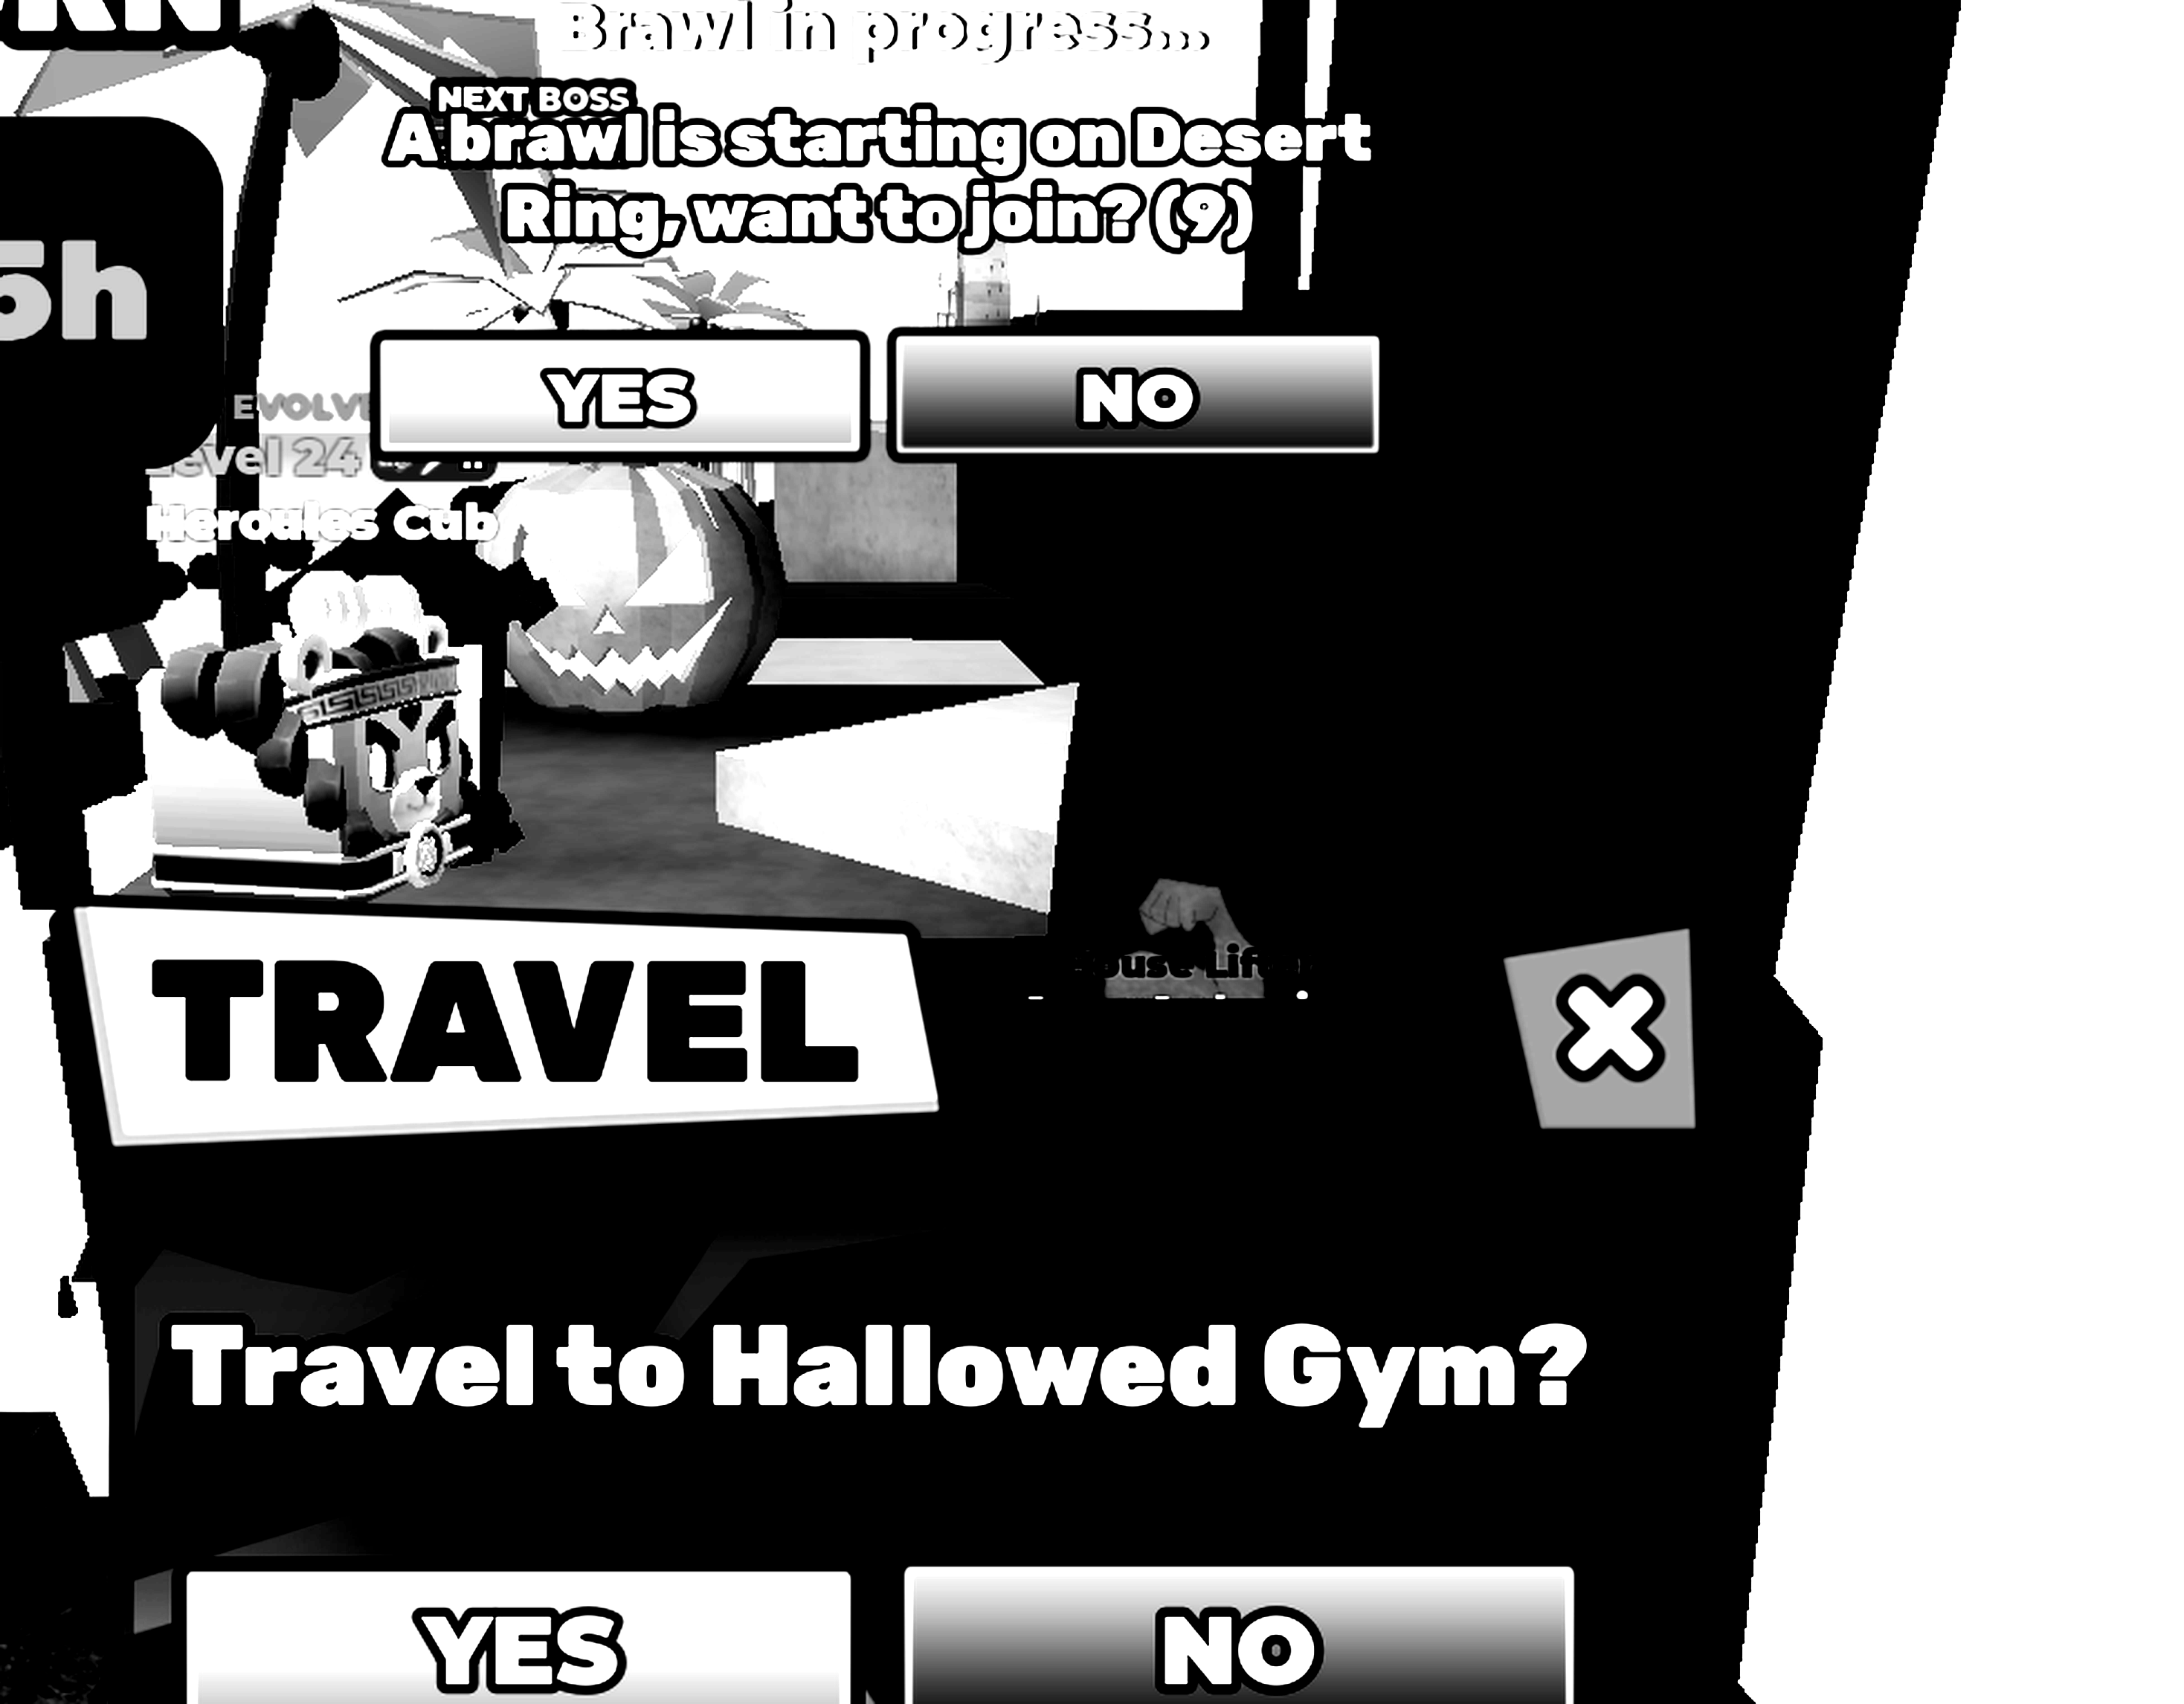 Brawl in progress...
NEXT BOSS
A brawl is starting on Desert
Ring, want to join? (9)
YES
NO
Level 24
Hercules Cub
TRAVEL
Travel to Hallowed Gym?
YES
NO